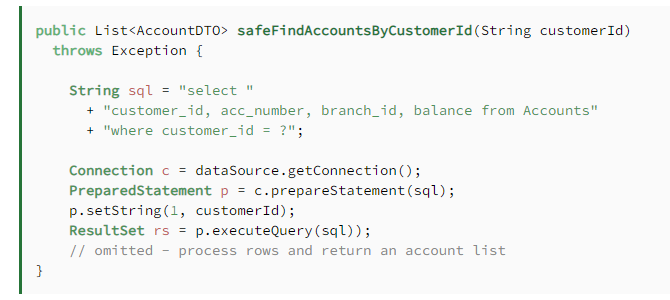 public List<AccountDTO> safeFindAccountsByCustomerId(String customerId)
  throws Exception {

    String sql = "select "
      + "customer_id, acc_number, branch_id, balance from Accounts"
      + "where customer_id = ?";

    Connection c = dataSource.getConnection();
    PreparedStatement p = c.prepareStatement(sql);
    p.setString(1, customerId);
    ResultSet rs = p.executeQuery(sql));
    // omitted - process rows and return an account list
}